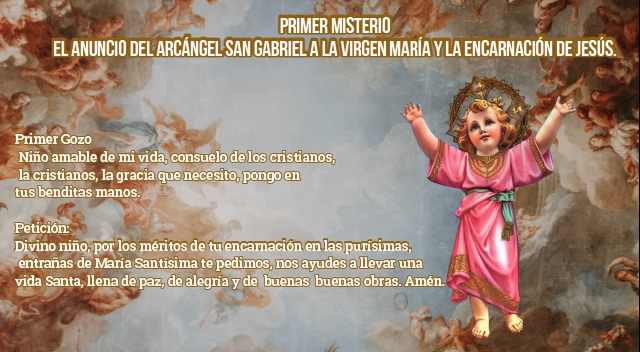 PRIMER MISTERIO
EL ANUNCIO DEL ARCÁNGEL SAN GABRIEL A LA VIRGEN MARÍA Y LA ENCARNACIÓN DE JESÚS.
Primer Gozo
Niño amable de mi vida, consuelo de los cristianos,
la cristianos, la gracia que necesito, pongo en
tus benditas manos.
Petición:
Divino niño, por los méritos de tu encarnación en las purísimas,
entrañas de María Santísima te pedimos, nos ayudes a llevar una
vida Santa, llena de paz, de alegría y de buenas buenas obras. Amén.